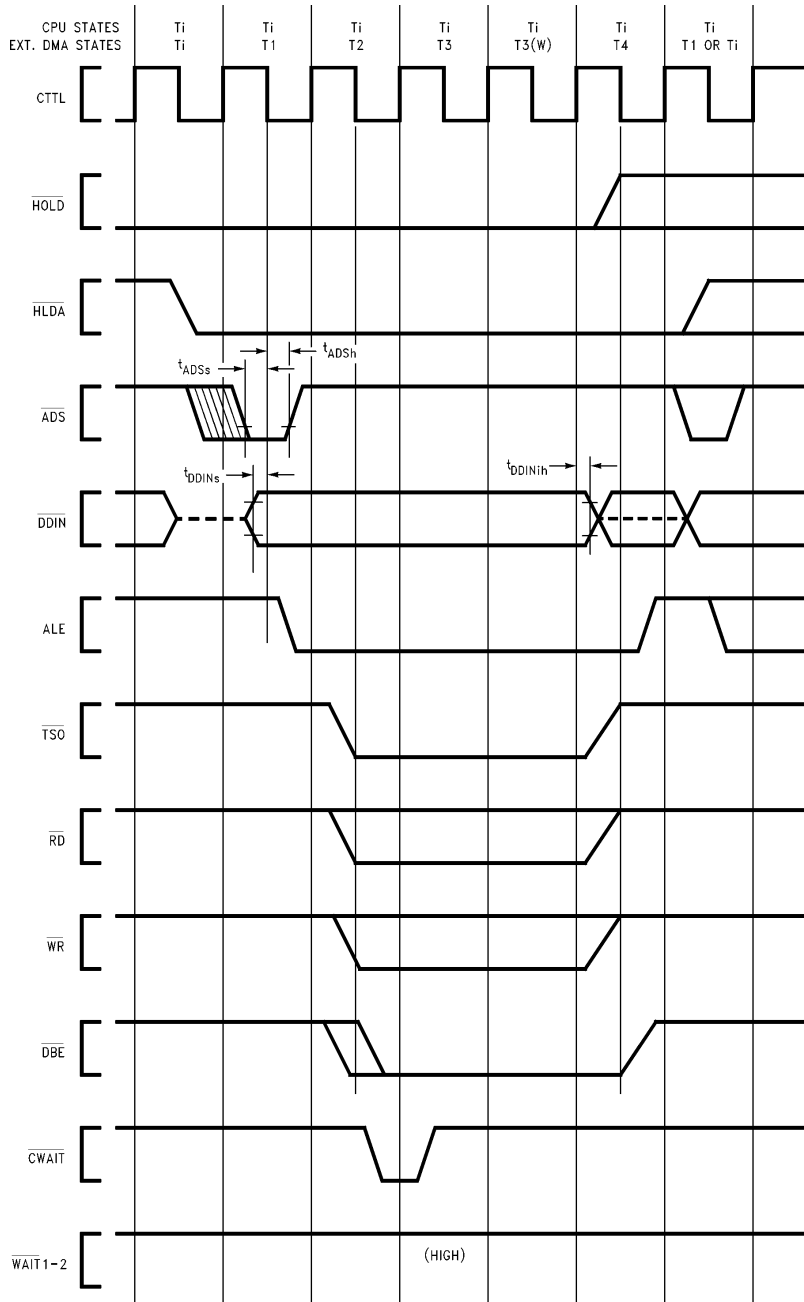 CPU STATES Ti Ti Ti Ti Ti Ti Ti
EXT. DMA STATES Ti T1 T2 T3 T3(W) T4 T1 OR Ti
CTTL
HOLD
HLDA
tADSs tADSh
ADS
tDDINs tDDINih
DDIN
ALE
TSO
RD
WR
DBE
CWAIT
(HIGH)
WAIT1-2